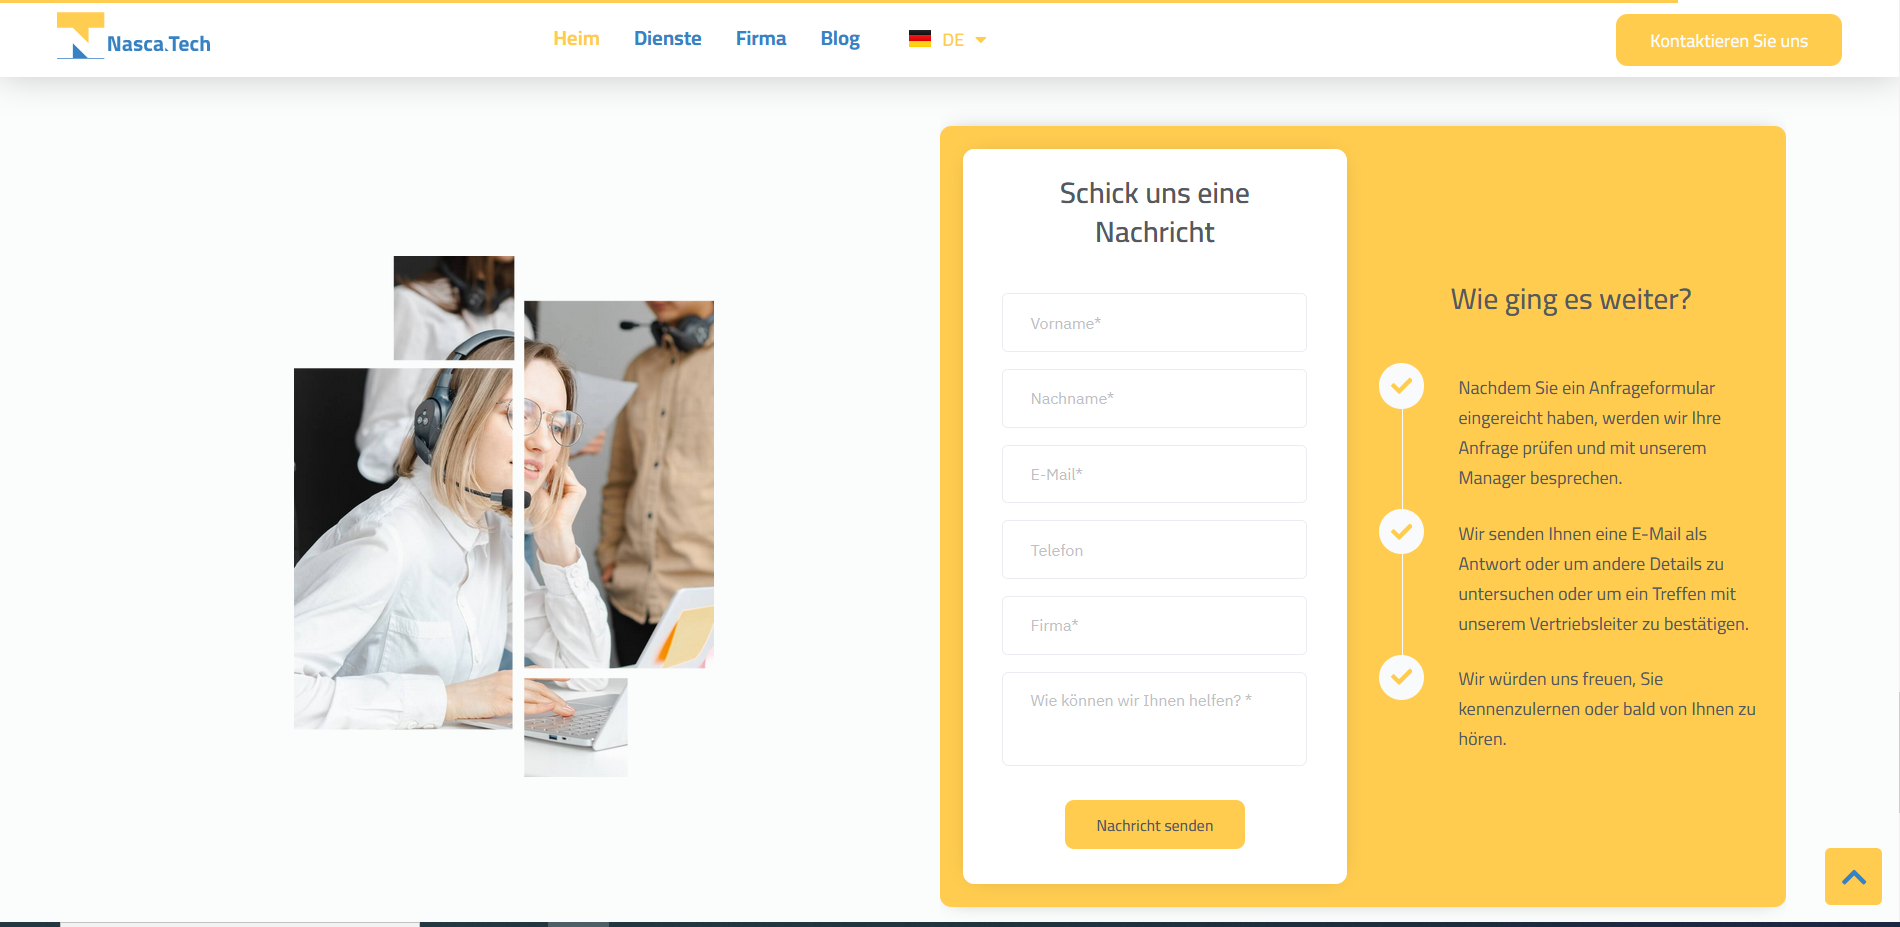 Nasca.Tech
Heim Dienste Firma Blog DE
Kontaktieren Sie uns
Schick uns eine
Nachricht
Vorname*
Nachname*
E-Mail*
Telefon
Firma*
Wie können wir Ihnen helfen? *
Nachricht senden
Wie ging es weiter?
Nachdem Sie ein Anfrageformular
eingereicht haben, werden wir Ihre
Anfrage prüfen und mit unserem
Manager besprechen.
Wir senden Ihnen eine E-Mail als
Antwort oder um andere Details zu
untersuchen oder um ein Treffen mit
unserem Vertriebsleiter zu bestätigen.
Wir würden uns freuen, Sie
kennenzulernen oder bald von Ihnen zu
hören.